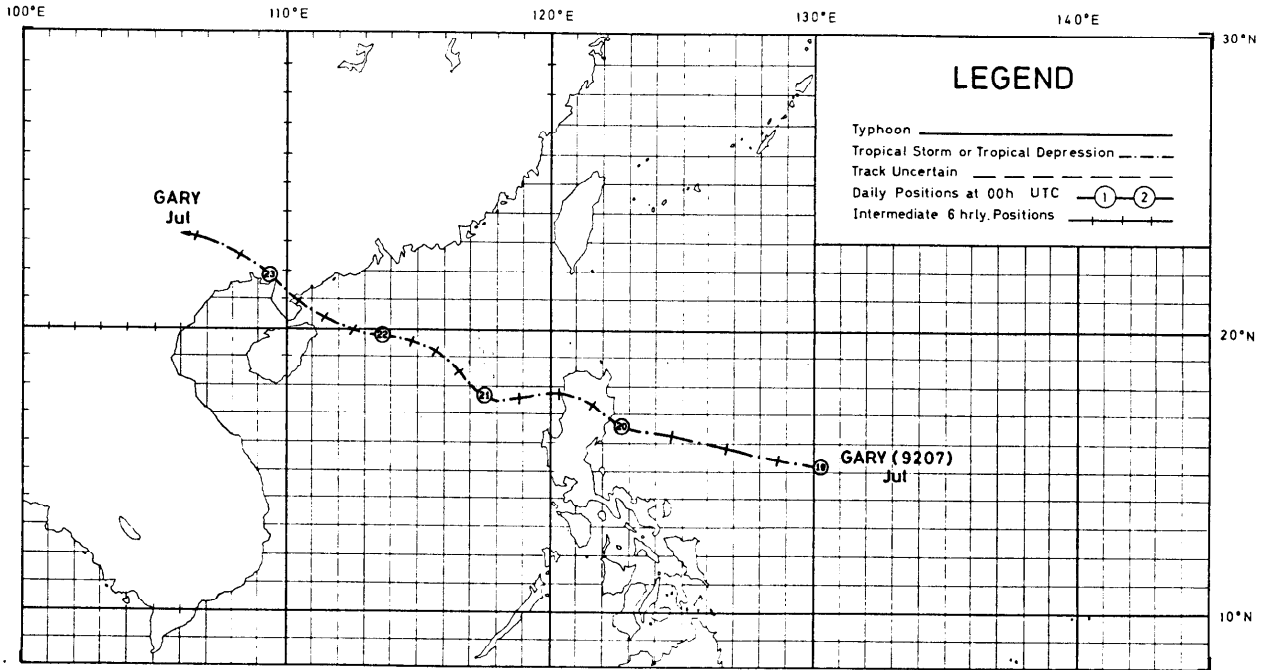 100°E 110°E 120°E 130°E 140°E
30°N
LEGEND
Typhoon
Tropical Storm or Tropical Depression
Track Uncertain
Daily Positions at 00h UTC 1 2
Intermediate 6 hrly. Positions
GARY
Jul
23
22
20°N
21
20
19
GARY (9207)
Jul
10°N